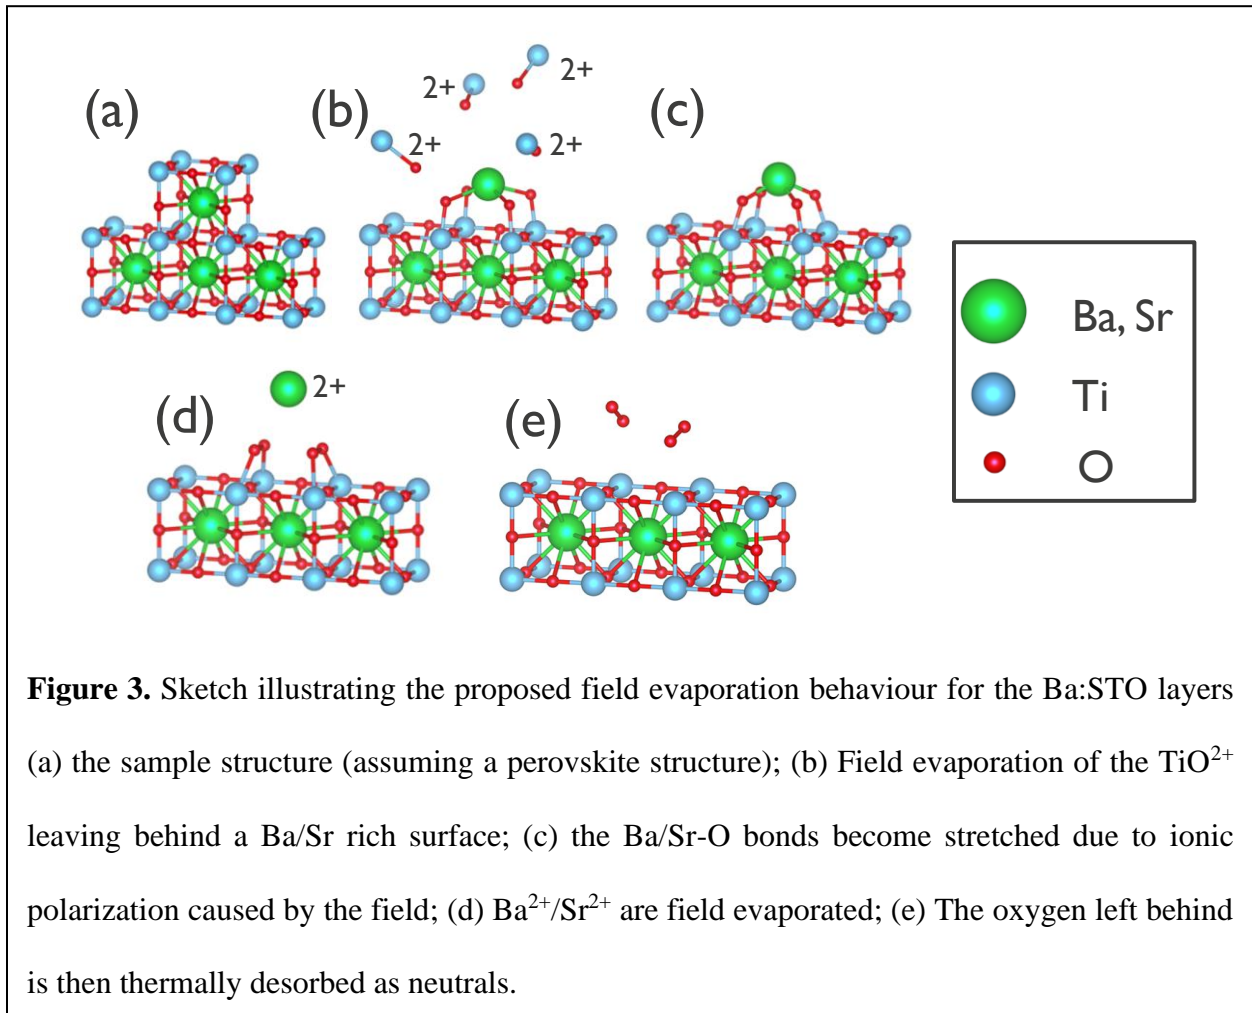 (a)
(b)
2+
2+
2+
2+
(c)
Ba, Sr
Ti
O
(d)
2+
(e)
Figure 3. Sketch illustrating the proposed field evaporation behaviour for the Ba:STO layers
(a) the sample structure (assuming a perovskite structure); (b) Field evaporation of the TiO²⁺
leaving behind a Ba/Sr rich surface; (c) the Ba/Sr-O bonds become stretched due to ionic
polarization caused by the field; (d) Ba²⁺/Sr²⁺ are field evaporated; (e) The oxygen left behind
is then thermally desorbed as neutrals.